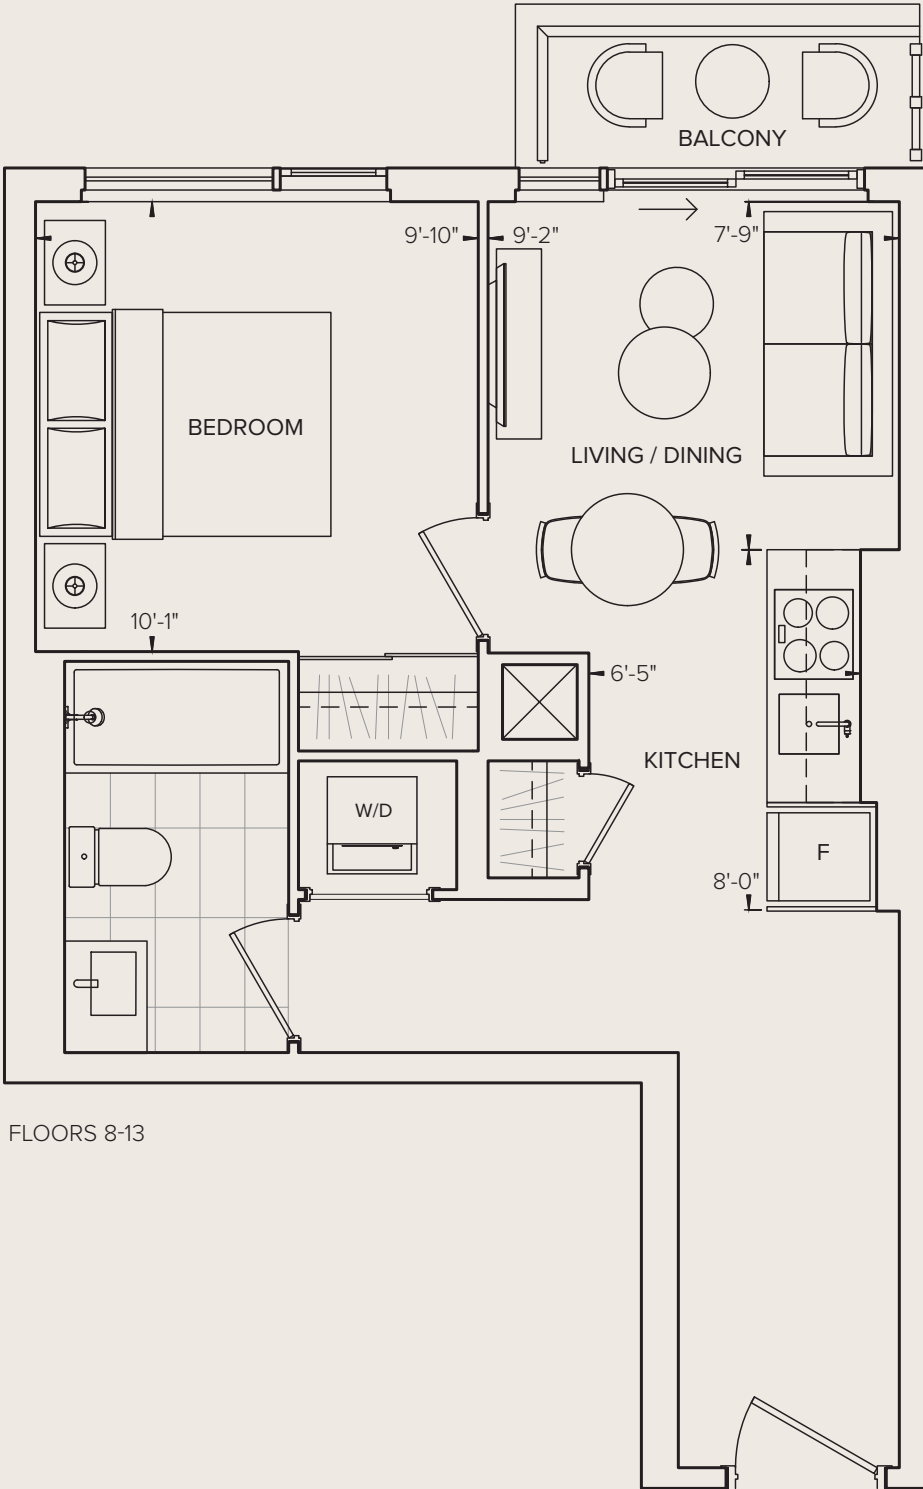 BALCONY
9'-10"
9'-2"
7'-9"
BEDROOM
LIVING / DINING
10'-1"
6'-5"
KITCHEN
W/D
F
8'-0"
FLOORS 8-13